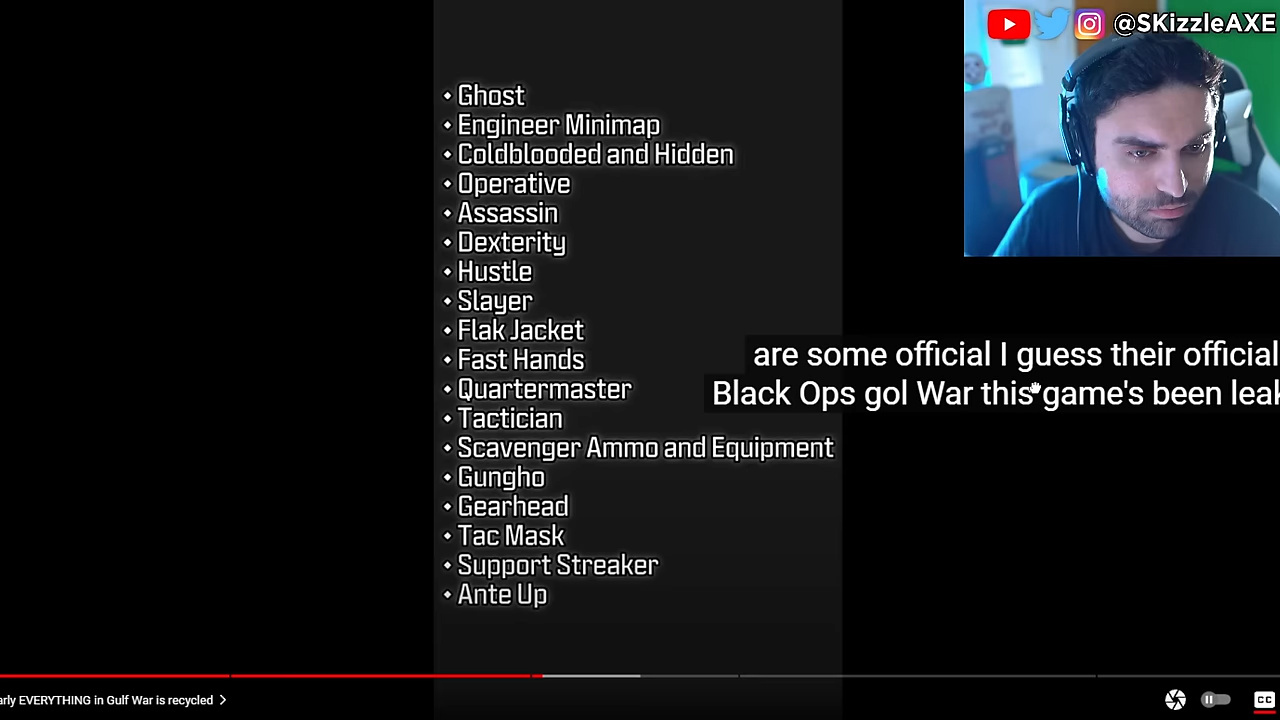 @SKizzleAXE
• Ghost
• Engineer Minimap
• Coldblooded and Hidden
• Operative
• Assassin
• Dexterity
• Hustle
• Slayer
• Flak Jacket
• Fast Hands
• Quartermaster
• Tactician
• Scavenger Ammo and Equipment
• Gungho
• Gearhead
• Tac Mask
• Support Streaker
• Ante Up
are some official I guess their official
Black Ops gol War this game's been leak
arly EVERYTHING in Gulf War is recycled
CC